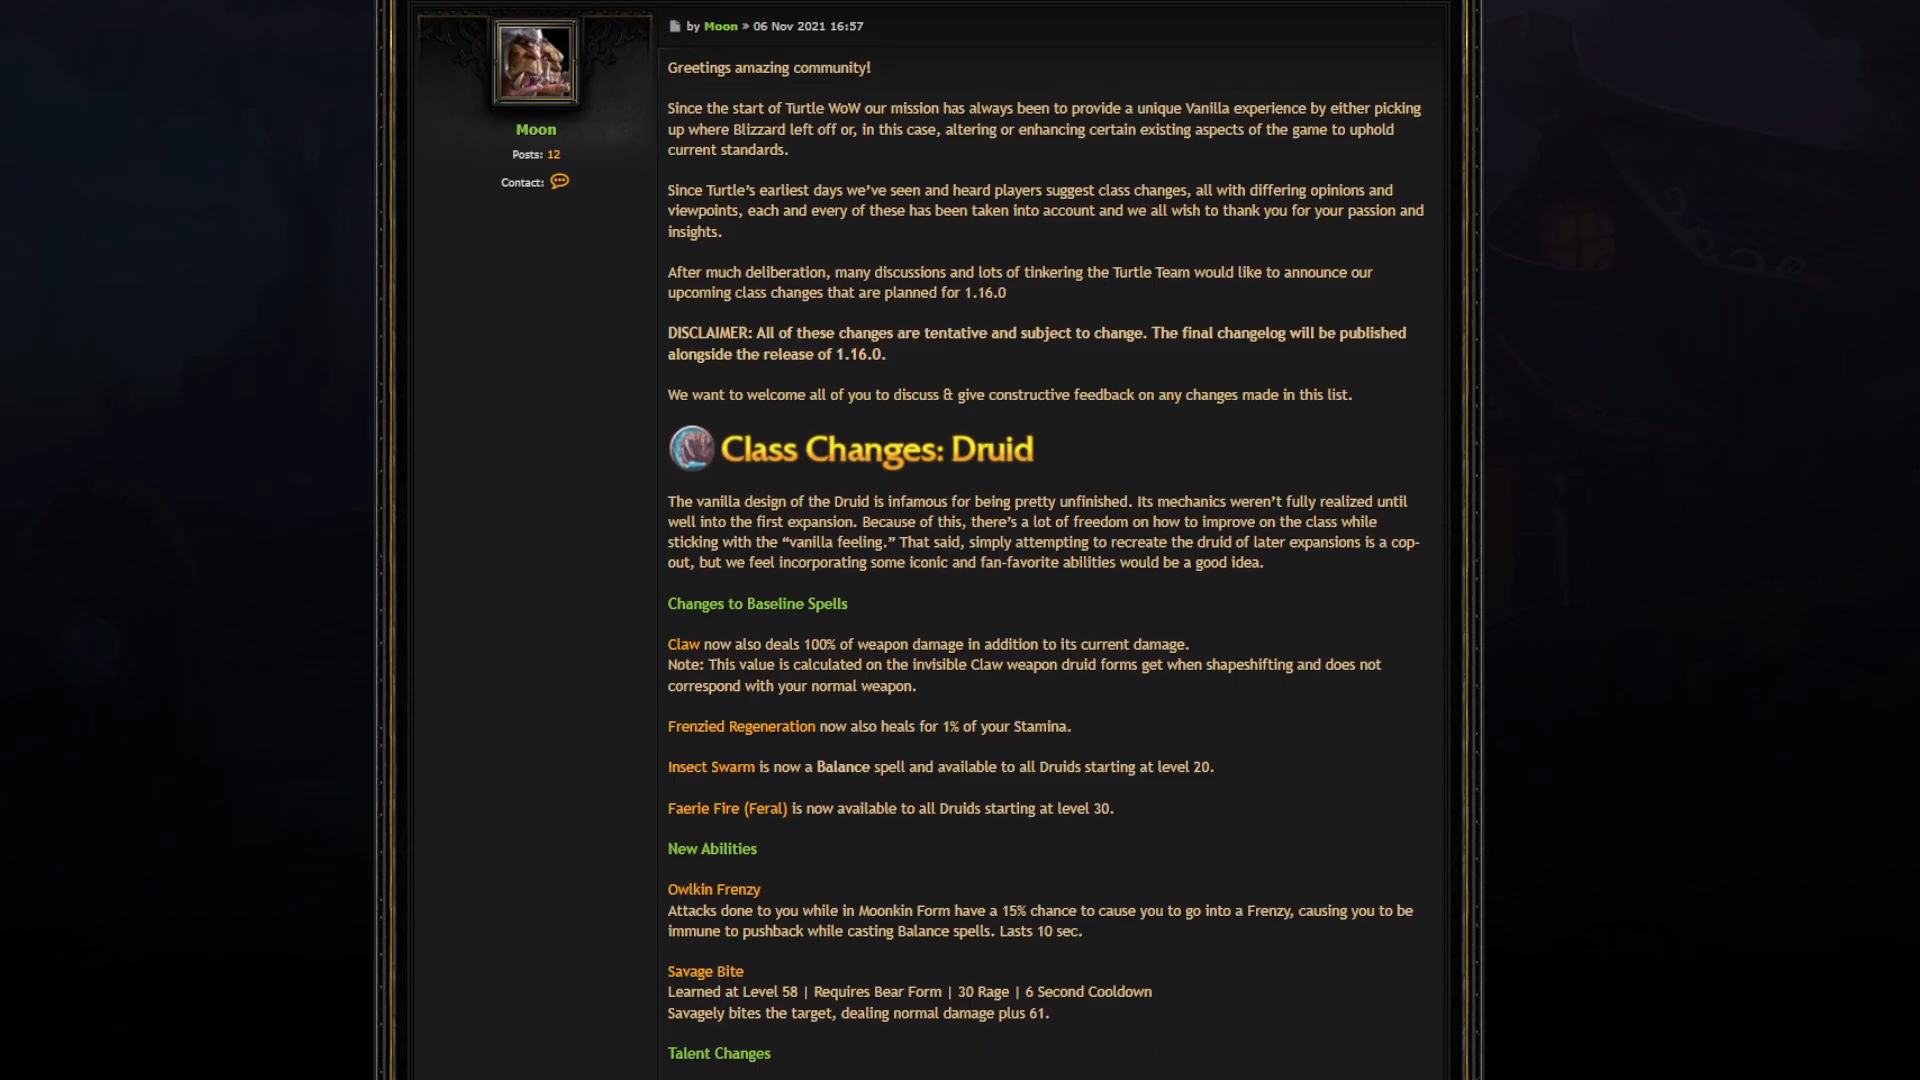 by Moon » 06 Nov 2021 16:57
Moon
Posts: 12
Contact:
Greetings amazing community!
Since the start of Turtle WoW our mission has always been to provide a unique Vanilla experience by either picking
up where Blizzard left off or, in this case, altering or enhancing certain existing aspects of the game to uphold
current standards.
Since Turtle’s earliest days we’ve seen and heard players suggest class changes, all with differing opinions and
viewpoints, each and every of these has been taken into account and we all wish to thank you for your passion and
insights.
After much deliberation, many discussions and lots of tinkering the Turtle Team would like to announce our
upcoming class changes that are planned for 1.16.0
DISCLAIMER: All of these changes are tentative and subject to change. The final changelog will be published
alongside the release of 1.16.0.
We want to welcome all of you to discuss & give constructive feedback on any changes made in this list.
Class Changes: Druid
The vanilla design of the Druid is infamous for being pretty unfinished. Its mechanics weren’t fully realized until
well into the first expansion. Because of this, there’s a lot of freedom on how to improve on the class while
sticking with the “vanilla feeling.” That said, simply attempting to recreate the druid of later expansions is a cop-
out, but we feel incorporating some iconic and fan-favorite abilities would be a good idea.
Changes to Baseline Spells
Claw now also deals 100% of weapon damage in addition to its current damage.
Note: This value is calculated on the invisible Claw weapon druid forms get when shapeshifting and does not
correspond with your normal weapon.
Frenzied Regeneration now also heals for 1% of your Stamina.
Insect Swarm is now a Balance spell and available to all Druids starting at level 20.
Faerie Fire (Feral) is now available to all Druids starting at level 30.
New Abilities
Owlkin Frenzy
Attacks done to you while in Moonkin Form have a 15% chance to cause you to go into a Frenzy, causing you to be
immune to pushback while casting Balance spells. Lasts 10 sec.
Savage Bite
Learned at Level 58 | Requires Bear Form | 30 Rage | 6 Second Cooldown
Savagely bites the target, dealing normal damage plus 61.
Talent Changes